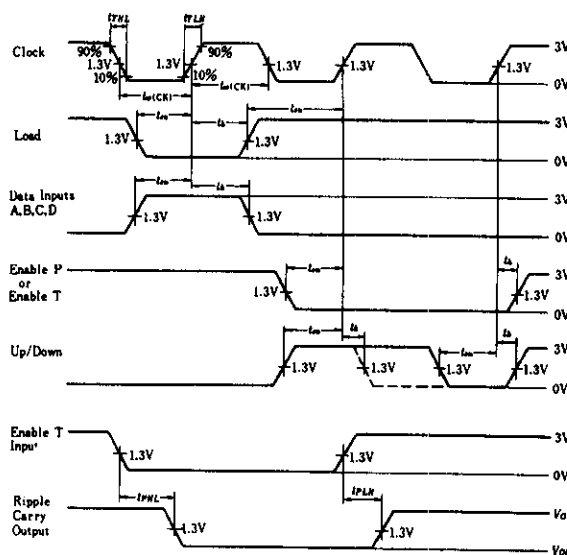 tTHL tTLH
Clock 90% 90% 3V
1.3V 1.3V 1.3V 1.3V 1.3V
10% 10% 0V
tw(CK) tw(CK)
tsu th tsu
Load 1.3V 1.3V 3V
0V
tsu th
Data Inputs
A,B,C,D 1.3V 1.3V 3V
0V
Enable P
or
Enable T tsu th 3V
1.3V 1.3V
0V
Up/Down tsu th tsu th 3V
1.3V 1.3V 1.3V 1.3V
0V
Enable T
Input 1.3V 1.3V 3V
0V
tPHL tPLH
Ripple
Carry
Output 1.3V 1.3V